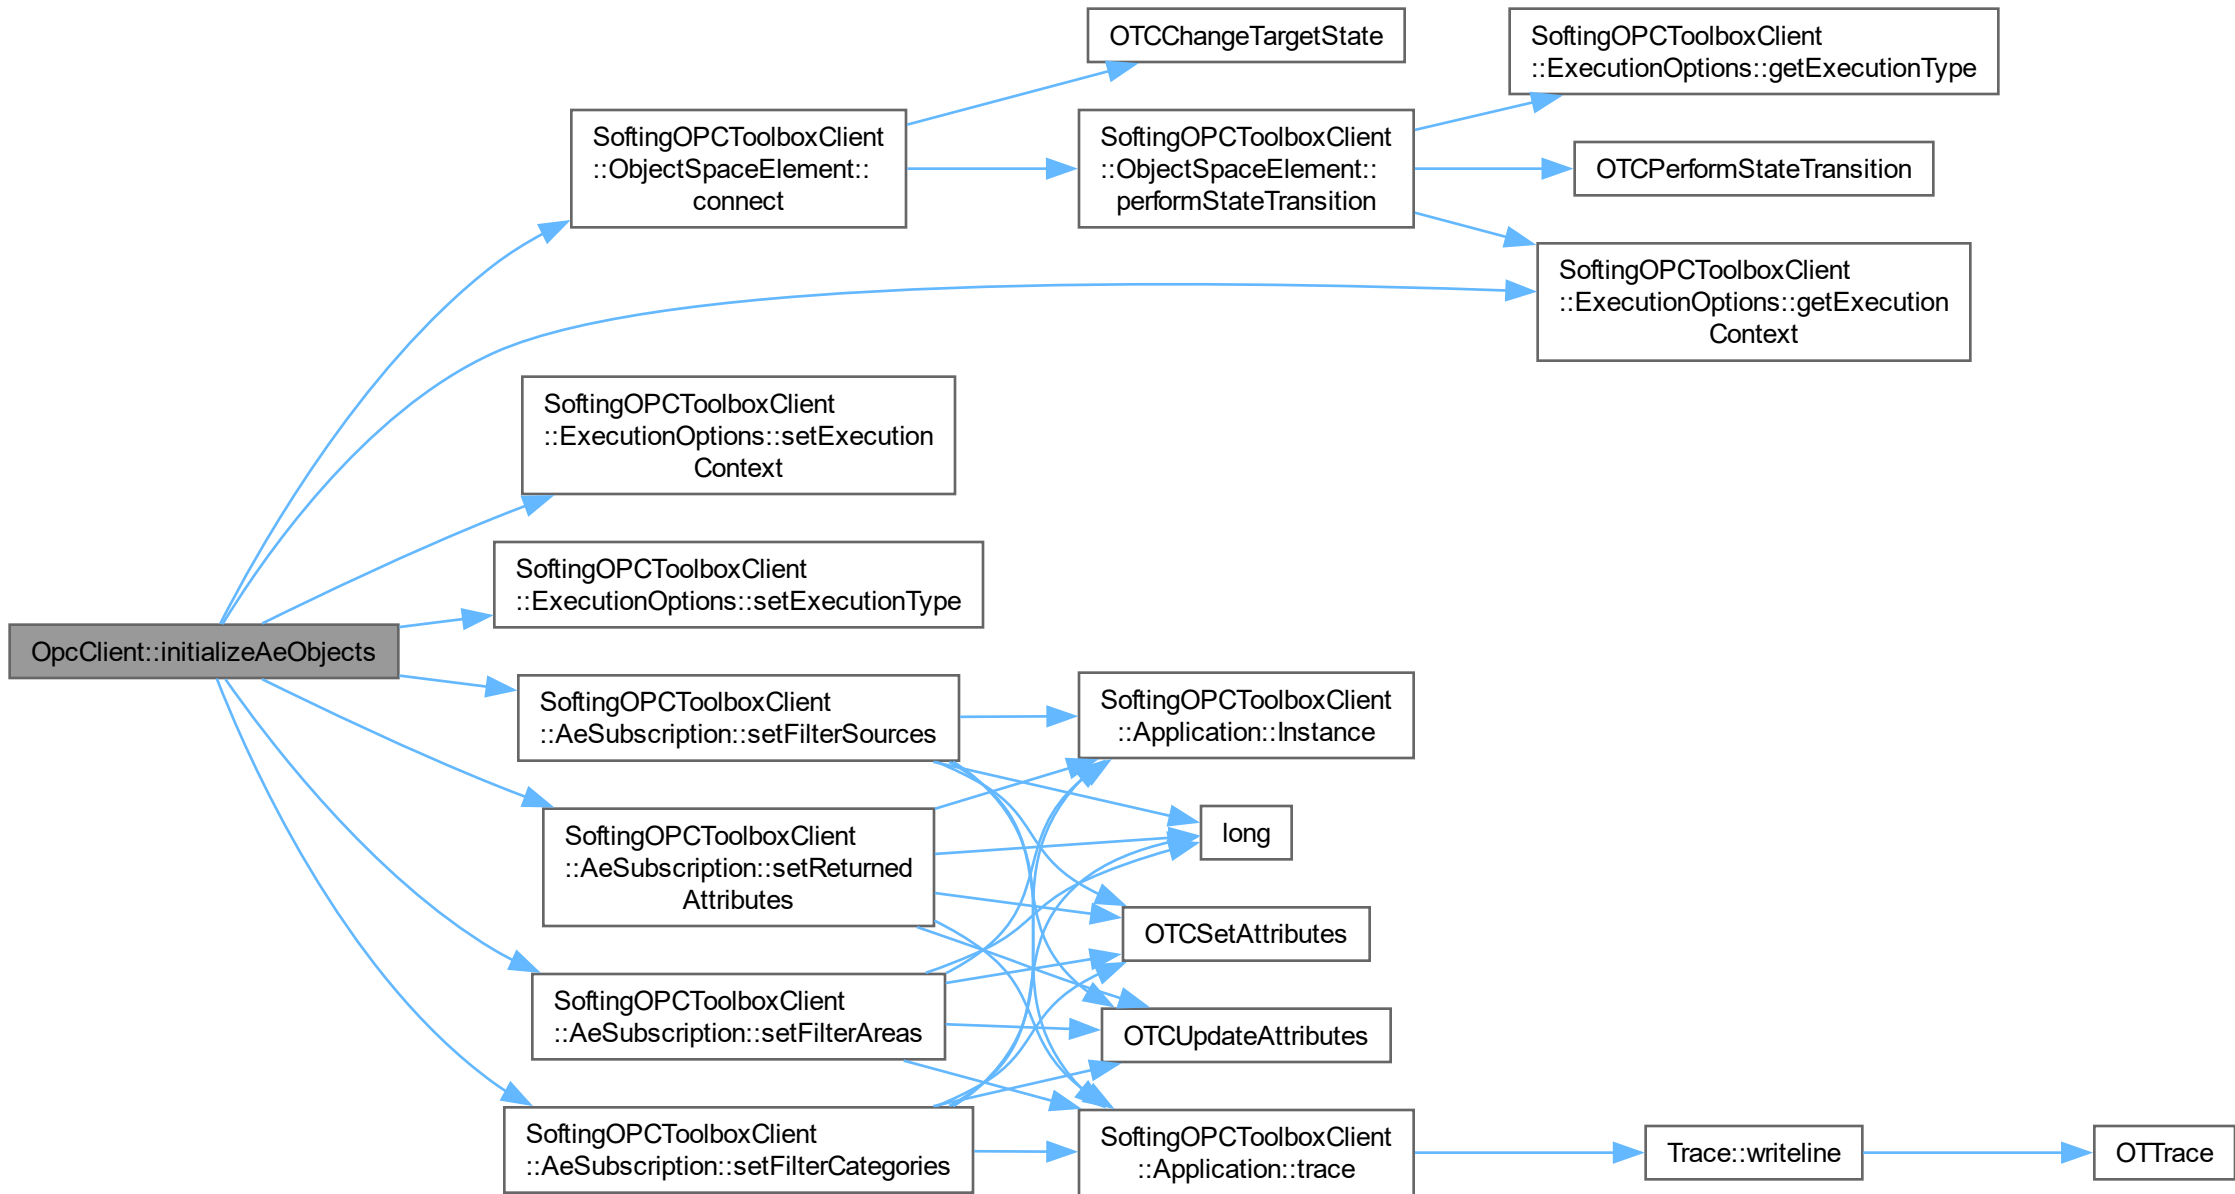 OTCChangeTargetState
SoftingOPCToolboxClient
::ExecutionOptions::getExecutionType
SoftingOPCToolboxClient
::ObjectSpaceElement::
connect
SoftingOPCToolboxClient
::ObjectSpaceElement::
performStateTransition
OTCPerformStateTransition
SoftingOPCToolboxClient
::ExecutionOptions::getExecution
Context
SoftingOPCToolboxClient
::ExecutionOptions::setExecution
Context
SoftingOPCToolboxClient
::ExecutionOptions::setExecutionType
OpcClient::initializeAeObjects
SoftingOPCToolboxClient
::AeSubscription::setFilterSources
SoftingOPCToolboxClient
::Application::Instance
SoftingOPCToolboxClient
::AeSubscription::setReturned
Attributes
long
OTCSetAttributes
SoftingOPCToolboxClient
::AeSubscription::setFilterAreas
OTCUpdateAttributes
SoftingOPCToolboxClient
::AeSubscription::setFilterCategories
SoftingOPCToolboxClient
::Application::trace
Trace::writeline
OTTrace